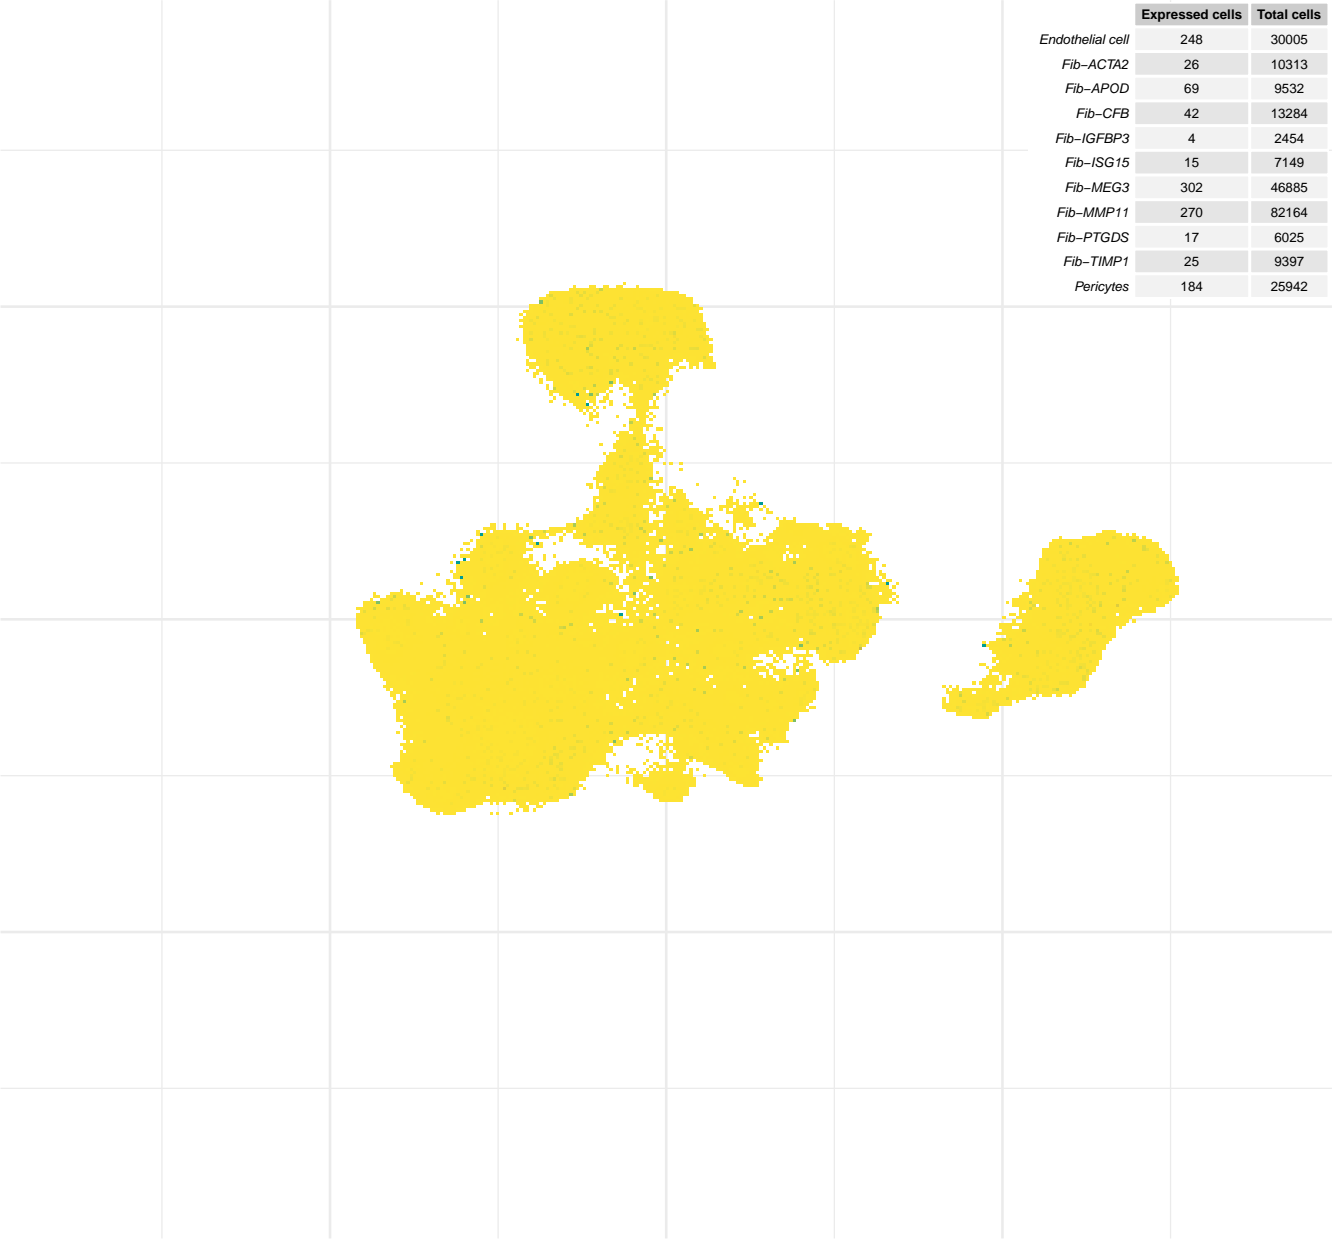 Expressed cells Total cells
Endothelial cell 248 30005
Fib−ACTA2 26 10313
Fib−APOD 69 9532
Fib−CFB 42 13284
Fib−IGFBP3 4 2454
Fib−ISG15 15 7149
Fib−MEG3 302 46885
Fib−MMP11 270 82164
Fib−PTGDS 17 6025
Fib−TIMP1 25 9397
Pericytes 184 25942